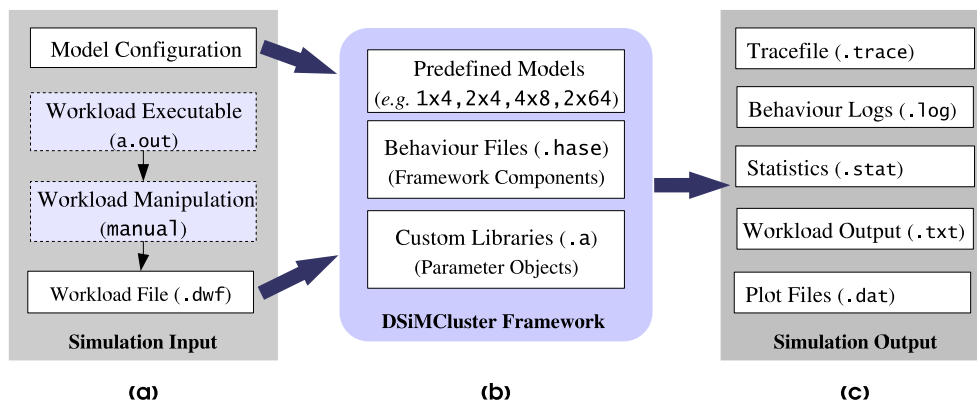 Model Configuration
Workload Executable
(a.out)
Workload Manipulation
(manual)
Workload File (.dwf)
Simulation Input
(a)
Predefined Models
(e.g. 1x4,2x4,4x8,2x64)
Behaviour Files (.hase)
(Framework Components)
Custom Libraries (.a)
(Parameter Objects)
DSiMCluster Framework
(b)
Tracefile (.trace)
Behaviour Logs (.log)
Statistics (.stat)
Workload Output (.txt)
Plot Files (.dat)
Simulation Output
(c)